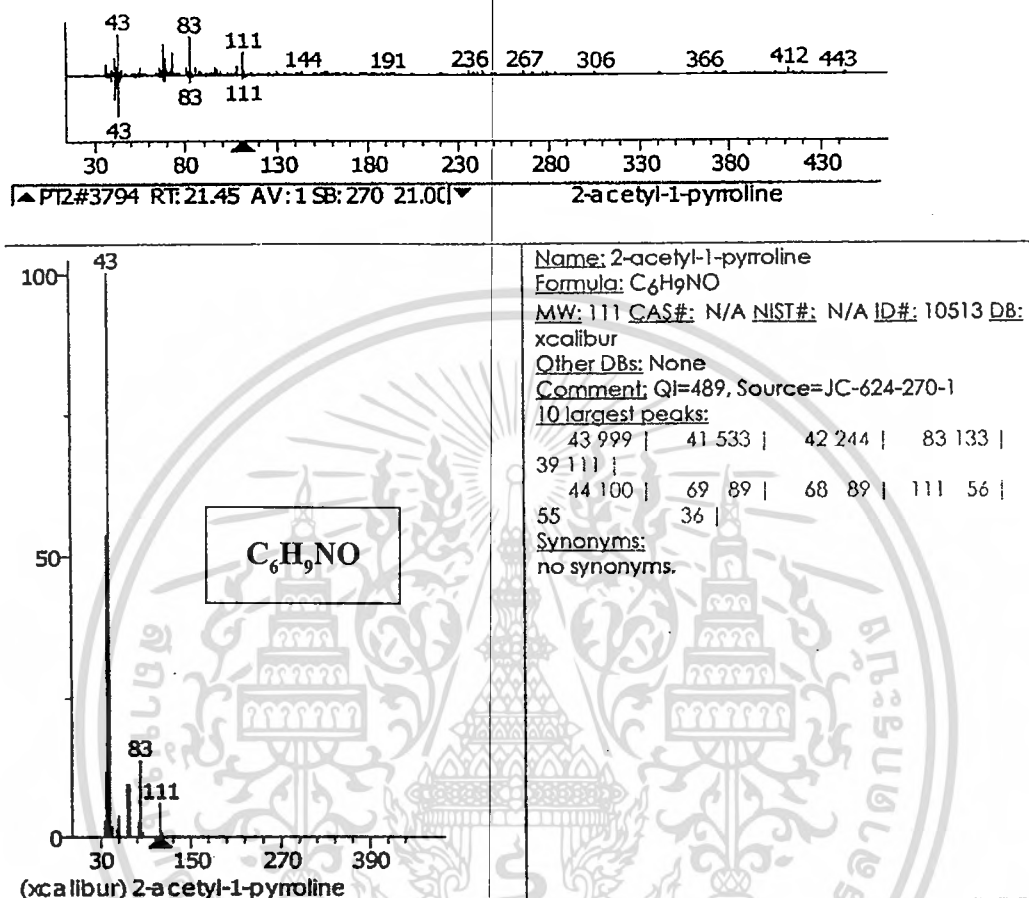 43 83 111 144 191 236 267 306 366 412 443
83 111
43
30 80 130 180 230 280 330 380 430
PT2#3794 RT: 21.45 AV: 1 SB: 270 21.0( 2-acetyl-1-pyrroline
43
100
50
0
83
111
30 150 270 390
(xcalibur) 2-acetyl-1-pyrroline
C₆H₉NO
Name: 2-acetyl-1-pyrroline
Formula: C₆H₉NO
MW: 111 CAS#: N/A NIST#: N/A ID#: 10513 DB:
xcalibur
Other DBs: None
Comment: QI=489, Source=JC-624-270-1
10 largest peaks:
43 999 | 41 533 | 42 244 | 83 133 |
39 111 |
44 100 | 69 89 | 68 89 | 111 56 |
55 36 |
Synonyms:
no synonyms.